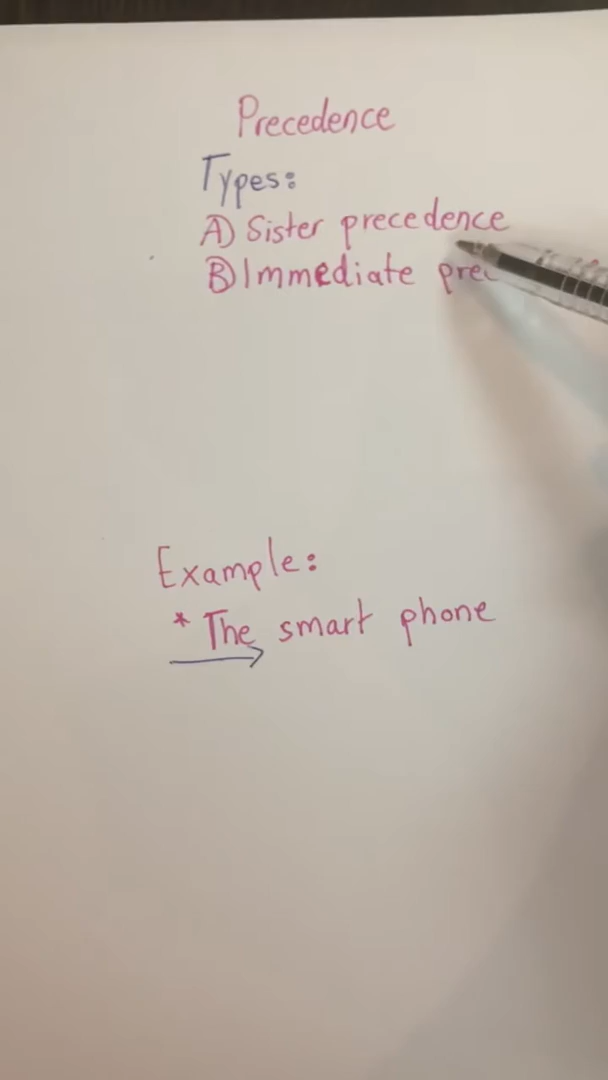 Precedence
Types:
A) Sister precedence
B) Immediate
Example:
* The smart phone